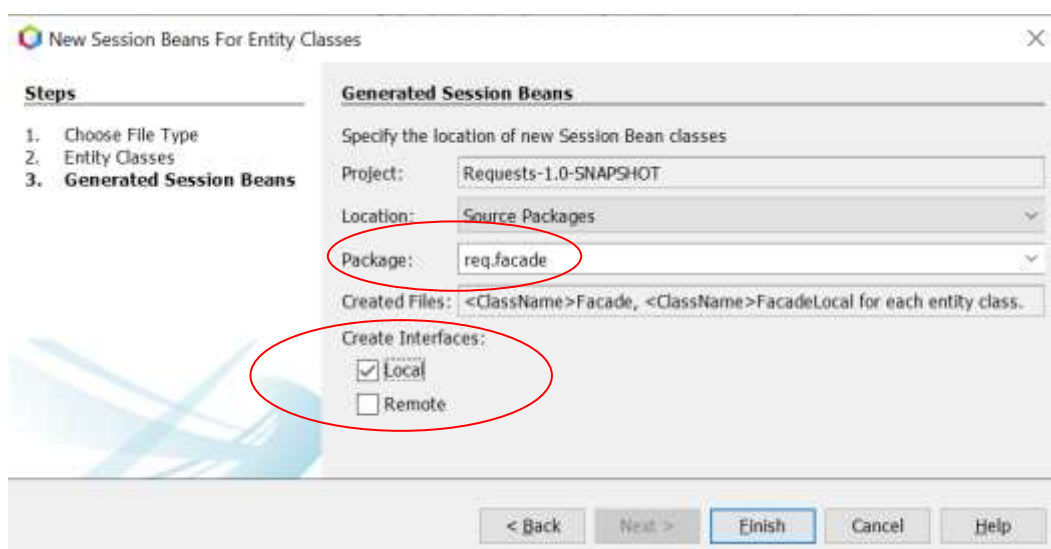 New Session Beans For Entity Classes
Steps
1. Choose File Type
2. Entity Classes
3. Generated Session Beans
Generated Session Beans
Specify the location of new Session Bean classes
Project: Requests-1.0-SNAPSHOT
Location: Source Packages
Package: req.facade
Created Files: <ClassName>Facade, <ClassName>FacadeLocal for each entity class.
Create Interfaces:
Local
Remote
< Back Next > Finish Cancel Help